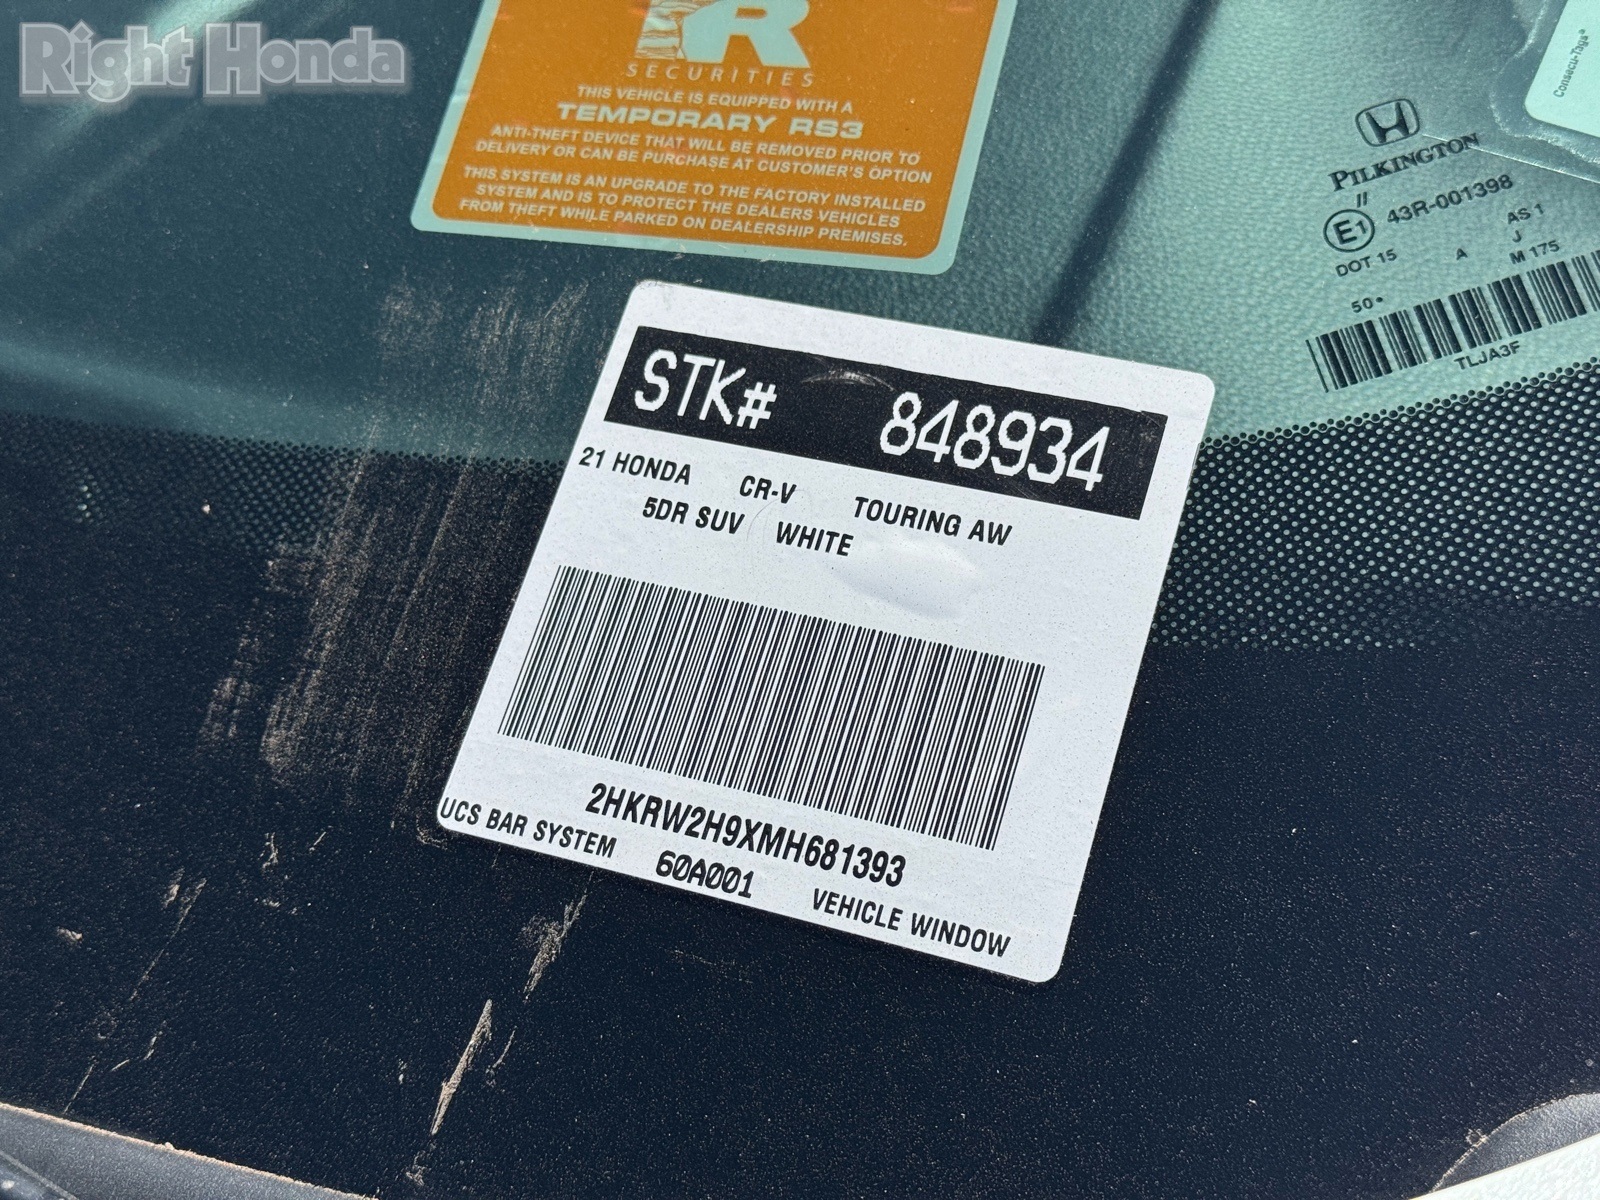 Right Honda
R
SECURITIES
THIS VEHICLE IS EQUIPPED WITH A
TEMPORARY RS3
ANTI-THEFT DEVICE THAT WILL BE REMOVED PRIOR TO
DELIVERY OR CAN BE PURCHASE AT CUSTOMER'S OPTION
THIS SYSTEM IS AN UPGRADE TO THE FACTORY INSTALLED
SYSTEM AND IS TO PROTECT THE DEALERS VEHICLES
FROM THEFT WHILE PARKED ON DEALERSHIP PREMISES.
Consecu-Tags®
PILKINGTON
II
E1 43R-001398
AS 1
J
DOT 15 A M 175
50•
TLJA3F
STK# 848934
21 HONDA CR-V TOURING AW
5DR SUV WHITE
2HKRW2H9XMH681393
UCS BAR SYSTEM 60A001 VEHICLE WINDOW